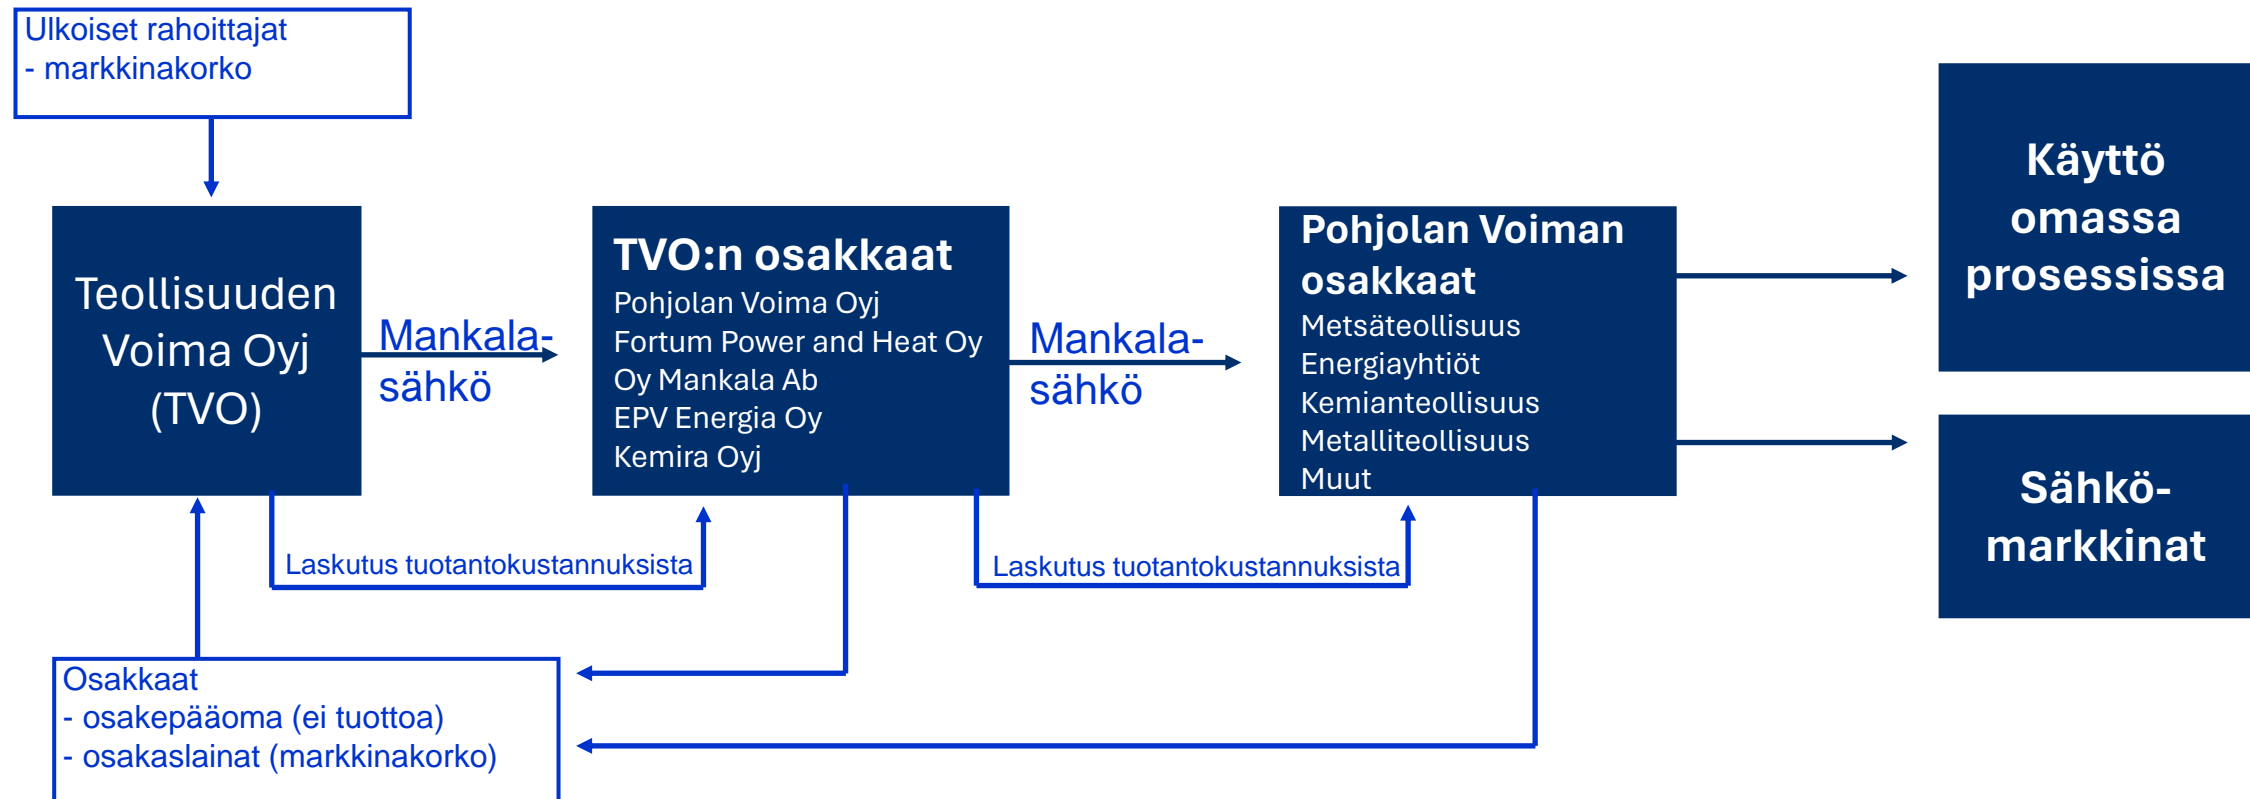 Ulkoiset rahoittajat
- markkinakorko
Teollisuuden
Voima Oyj
(TVO)
Mankala-
sähkö
TVO:n osakkaat
Pohjolan Voima Oyj
Fortum Power and Heat Oy
Oy Mankala Ab
EPV Energia Oy
Kemira Oyj
Mankala-
sähkö
Pohjolan Voiman
osakkaat
Metsäteollisuus
Energiayhtiöt
Kemianteollisuus
Metalliteollisuus
Muut
Käyttö
omassa
prosessissa
Sähkö-
markkinat
Laskutus tuotantokustannuksista
Laskutus tuotantokustannuksista
Osakkaat
- osakepääoma (ei tuottoa)
- osakaslainat (markkinakorko)